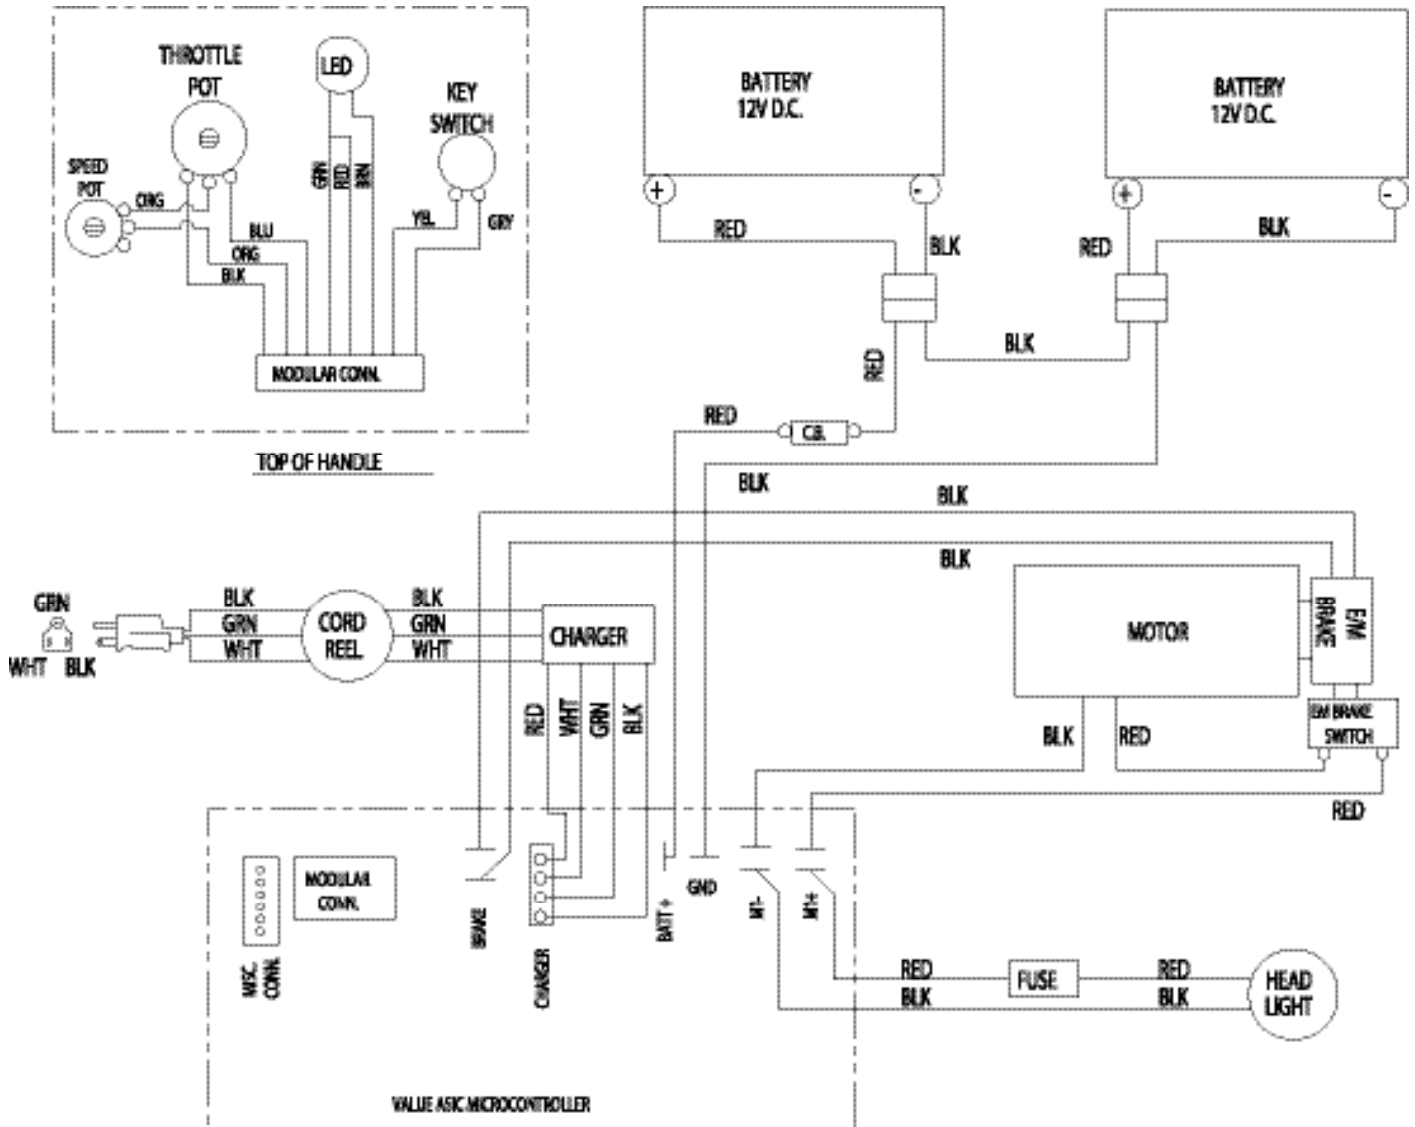 THROTTLE
POT
LED
KEY
SWITCH
SPEED
POT
ORG
GRN
RED
BRN
YEL
GRY
BLU
ORG
BLK
MODULAR CONN.
TOP OF HANDLE
BATTERY
12V D.C.
BATTERY
12V D.C.
+
-
+
-
RED
BLK
RED
BLK
BLK
RED
RED
C.B.
BLK
BLK
BLK
GRN
WHT BLK
BLK
GRN
WHT
CORD
REEL
BLK
GRN
WHT
CHARGER
RED
WHT
GRN
BLK
MOTOR
E/M
BRAKE
EM BRAKE
SWITCH
BLK
RED
RED
MISC.
CONN.
MODULAR
CONN.
BRAKE
CHARGER
BATT +
GND
M1-
M1+
RED
BLK
FUSE
RED
BLK
HEAD
LIGHT
VALUE ASIC MICROCONTROLLER